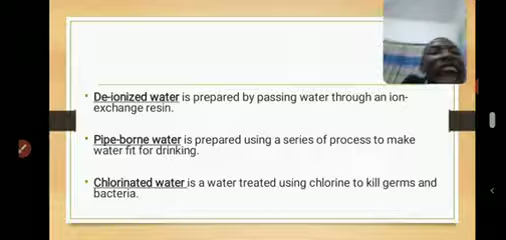 • De-ionized water is prepared by passing water through an ion-
exchange resin.
• Pipe-borne water is prepared using a series of process to make
water fit for drinking.
• Chlorinated water is a water treated using chlorine to kill germs and
bacteria.